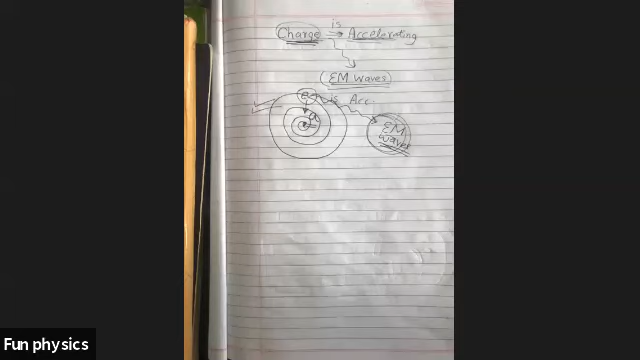 Charge is Accelerating
EM waves
e⁻ is Acc.
a
EM
waves
Fun physics